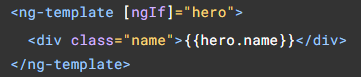 <ng-template [ngIf]="hero">
<div class="name">{{hero.name}}</div>
</ng-template>